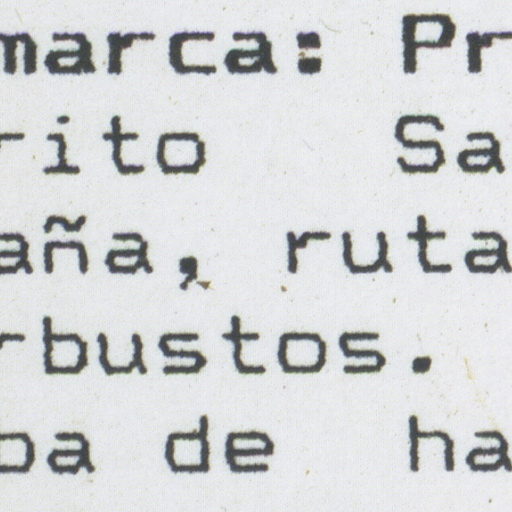 marca: Pr
rito Sa
aña, ruta
rbustos.
ba de ha